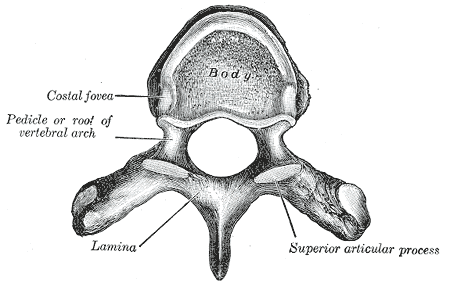 Body
Costal fovea
Pedicle or root of
vertebral arch
Lamina
Superior articular process